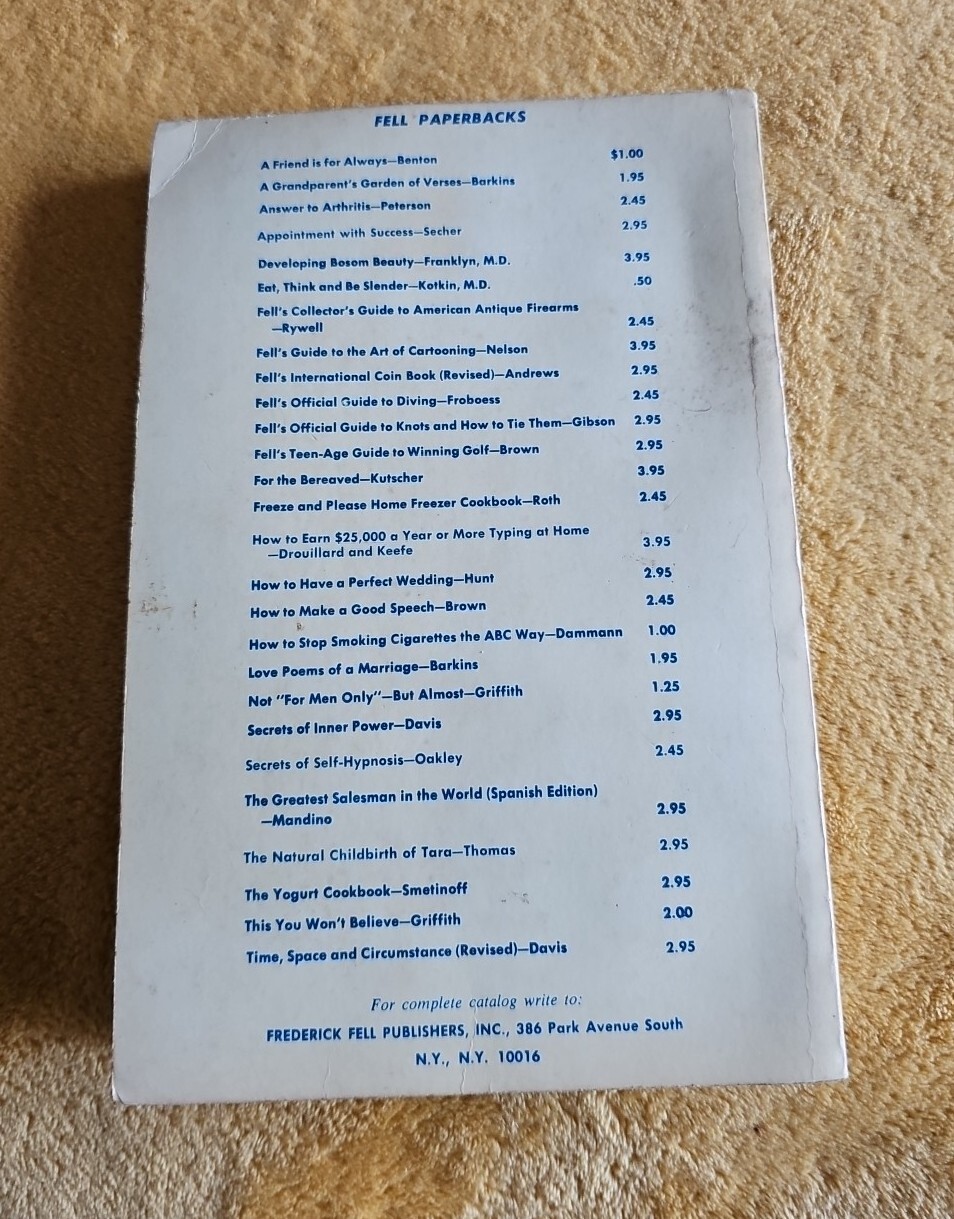 FELL PAPERBACKS
A Friend is for Always—Benton $1.00
A Grandparent's Garden of Verses—Barkins 1.95
Answer to Arthritis—Peterson 2.45
Appointment with Success—Secher 2.95
Developing Bosom Beauty—Franklyn, M.D. 3.95
Eat, Think and Be Slender—Kotkin, M.D. .50
Fell's Collector's Guide to American Antique Firearms
—Rywell 2.45
Fell's Guide to the Art of Cartooning—Nelson 3.95
Fell's International Coin Book (Revised)—Andrews 2.95
Fell's Official Guide to Diving—Froboess 2.45
Fell's Official Guide to Knots and How to Tie Them—Gibson 2.95
Fell's Teen-Age Guide to Winning Golf—Brown 2.95
For the Bereaved—Kutscher 3.95
Freeze and Please Home Freezer Cookbook—Roth 2.45
How to Earn $25,000 a Year or More Typing at Home
—Drouillard and Keefe 3.95
How to Have a Perfect Wedding—Hunt 2.95
How to Make a Good Speech—Brown 2.45
How to Stop Smoking Cigarettes the ABC Way—Dammann 1.00
Love Poems of a Marriage—Barkins 1.95
Not "For Men Only"—But Almost—Griffith 1.25
Secrets of Inner Power—Davis 2.95
Secrets of Self-Hypnosis—Oakley 2.45
The Greatest Salesman in the World (Spanish Edition)
—Mandino 2.95
The Natural Childbirth of Tara—Thomas 2.95
The Yogurt Cookbook—Smetinoff 2.95
This You Won't Believe—Griffith 2.00
Time, Space and Circumstance (Revised)—Davis 2.95
For complete catalog write to:
FREDERICK FELL PUBLISHERS, INC., 386 Park Avenue South
N.Y., N.Y. 10016